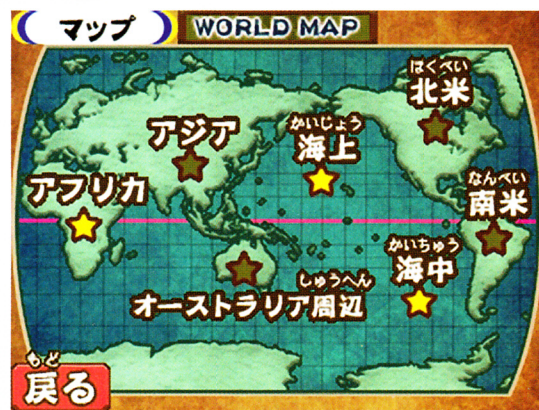 マップ
WORLD MAP
ほくべい
北米
アジア
かいじょう
海上
アフリカ
なんべい
南米
かいちゅう
海中
しゅうへん
オーストラリア周辺
もど
戻る